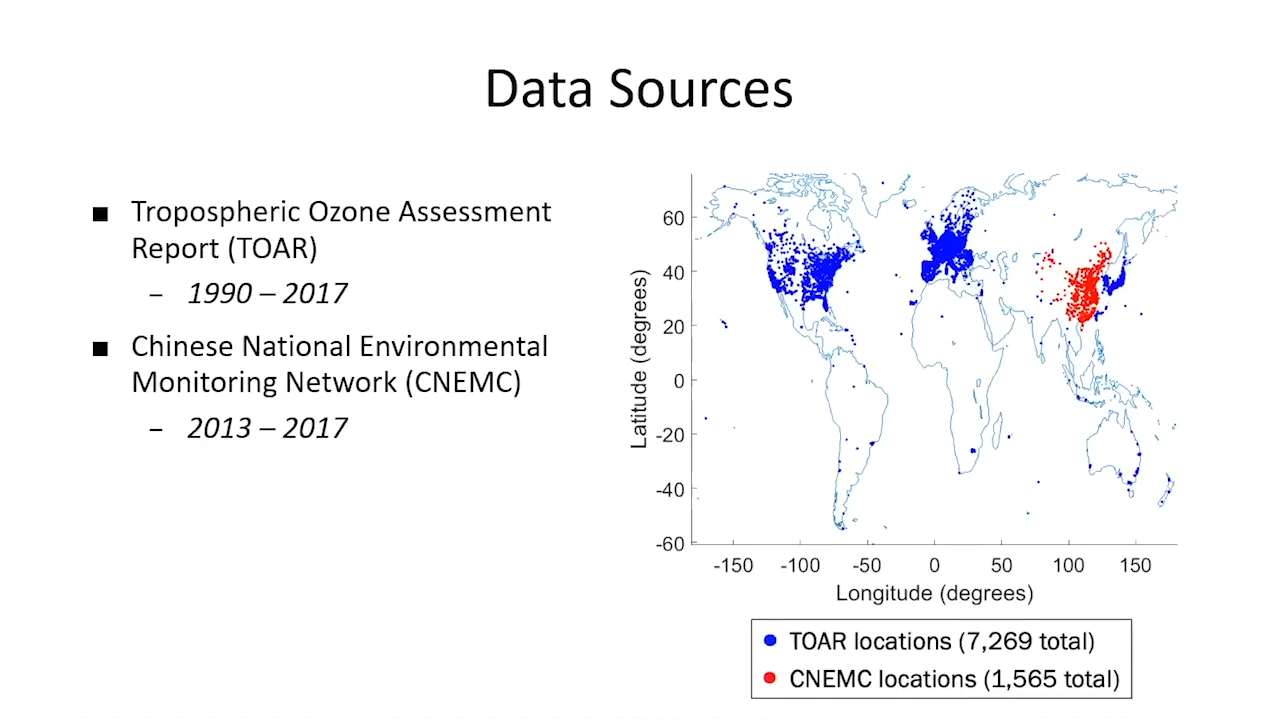 Data Sources
■ Tropospheric Ozone Assessment
Report (TOAR)
– 1990 – 2017
■ Chinese National Environmental
Monitoring Network (CNEMC)
– 2013 – 2017
60
40
20
0
-20
-40
-60
Latitude (degrees)
-150 -100 -50 0 50 100 150
Longitude (degrees)
TOAR locations (7,269 total)
CNEMC locations (1,565 total)